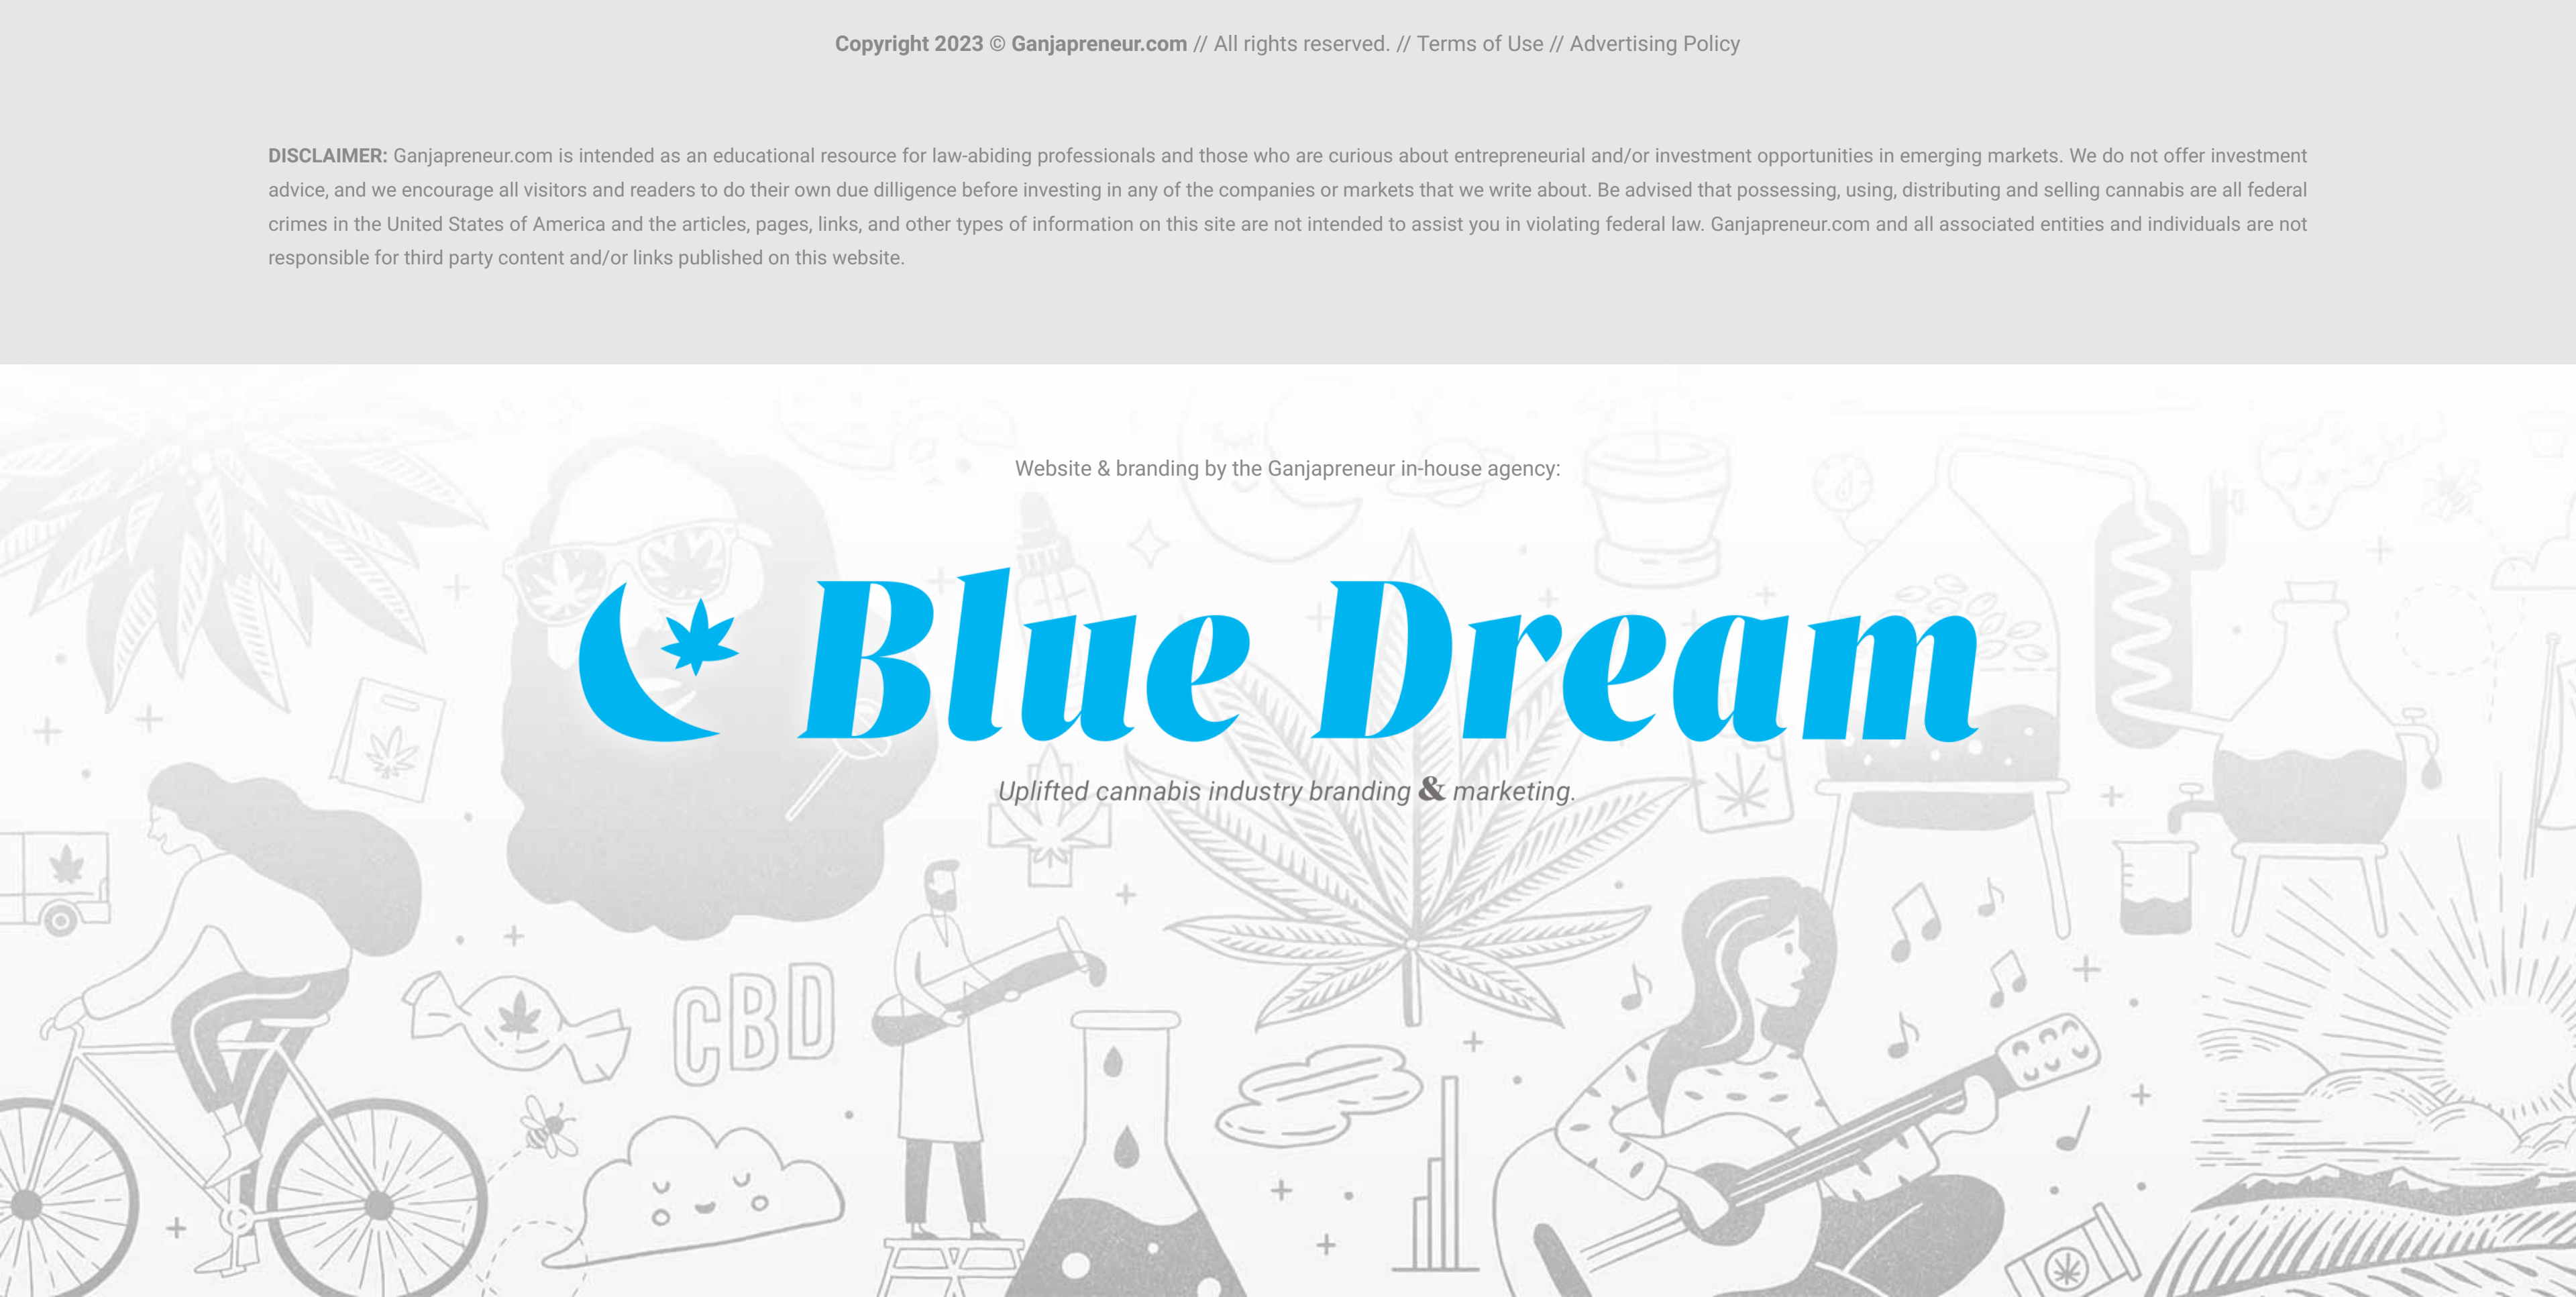 Copyright 2023 © Ganjapreneur.com // All rights reserved. // Terms of Use // Advertising Policy
DISCLAIMER: Ganjapreneur.com is intended as an educational resource for law-abiding professionals and those who are curious about entrepreneurial and/or investment opportunities in emerging markets. We do not offer investment
advice, and we encourage all visitors and readers to do their own due dilligence before investing in any of the companies or markets that we write about. Be advised that possessing, using, distributing and selling cannabis are all federal
crimes in the United States of America and the articles, pages, links, and other types of information on this site are not intended to assist you in violating federal law. Ganjapreneur.com and all associated entities and individuals are not
responsible for third party content and/or links published on this website.
Website & branding by the Ganjapreneur in-house agency:
Blue Dream
Uplifted cannabis industry branding & marketing.
CBD